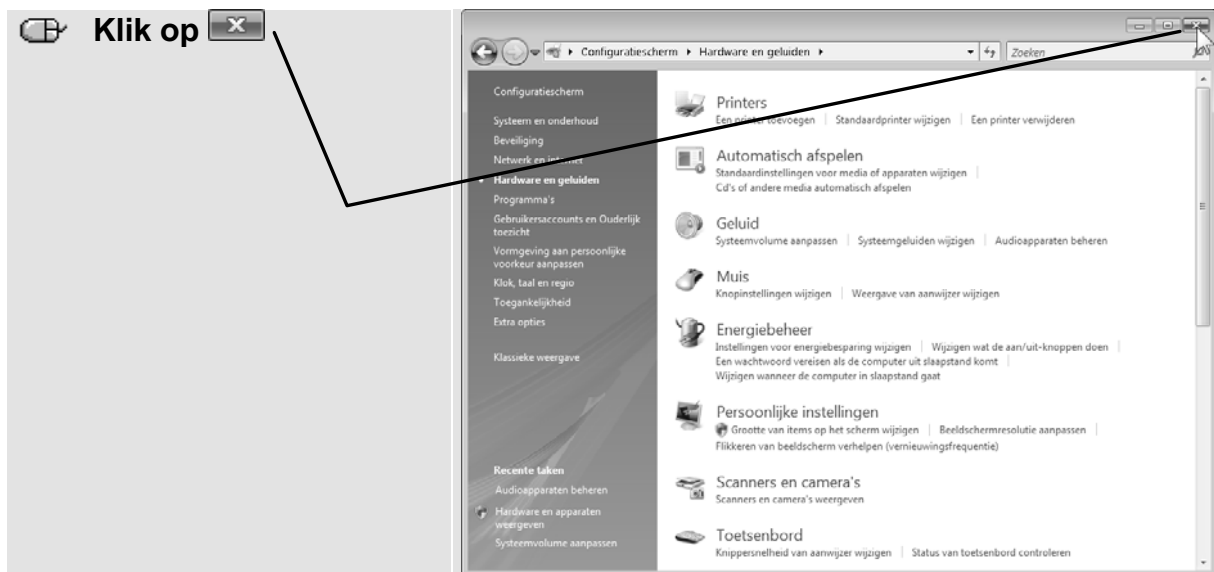 Klik op
Configuratiescherm ▸ Hardware en geluiden ▸
Zoeken
Configuratiescherm
Systeem en onderhoud
Beveiliging
Netwerk en internet
Hardware en geluiden
Programma's
Gebruikersaccounts en Ouderlijk
toezicht
Vormgeving aan persoonlijke
voorkeur aanpassen
Klok, taal en regio
Toegankelijkheid
Extra opties
Klassieke weergave
Recente taken
Audioapparaten beheren
Hardware en apparaten
weergeven
Systeemvolume aanpassen
Printers
Een printer toevoegen | Standaardprinter wijzigen | Een printer verwijderen
Automatisch afspelen
Standaardinstellingen voor media of apparaten wijzigen |
Cd's of andere media automatisch afspelen
Geluid
Systeemvolume aanpassen | Systeemgeluiden wijzigen | Audioapparaten beheren
Muis
Knopinstellingen wijzigen | Weergave van aanwijzer wijzigen
Energiebeheer
Instellingen voor energiebesparing wijzigen | Wijzigen wat de aan/uit-knoppen doen |
Een wachtwoord vereisen als de computer uit slaapstand komt |
Wijzigen wanneer de computer in slaapstand gaat
Persoonlijke instellingen
Grootte van items op het scherm wijzigen | Beeldschermresolutie aanpassen |
Flikkeren van beeldscherm verhelpen (vernieuwingsfrequentie)
Scanners en camera's
Scanners en camera's weergeven
Toetsenbord
Knippersnelheid van aanwijzer wijzigen | Status van toetsenbord controleren